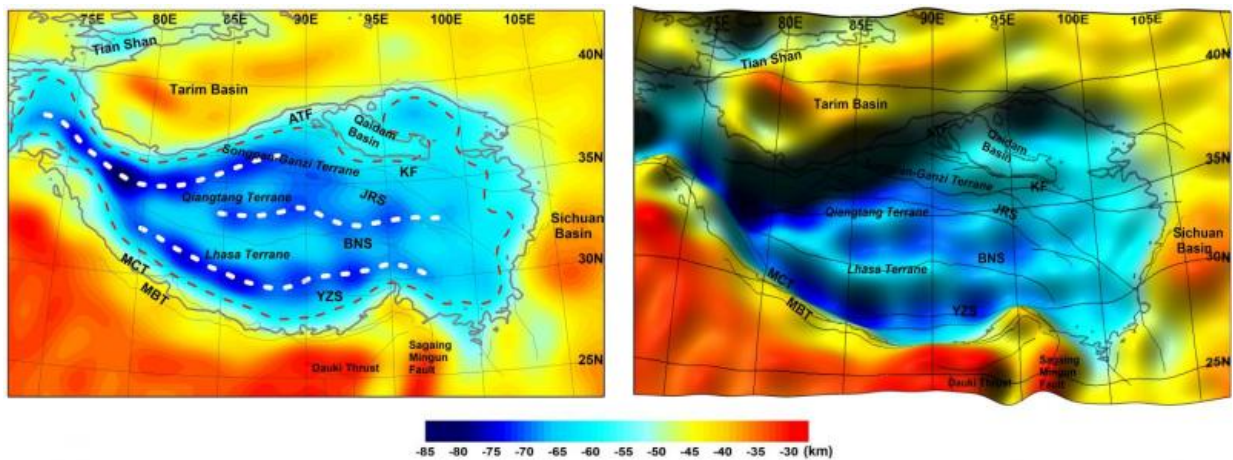 75E 80E 85E 90E 95E 100E 105E
Tian Shan
40N
Tarim Basin
ATF
Qaidam
Basin
Songpan-Ganzi Terrane
35N
KF
Qiangtang Terrane
JRS
Sichuan
Basin
BNS
Lhasa Terrane
30N
MCT
YZS
MBT
Sagaing
Mingun
Fault
25N
Dauki Thrust
75E 80E 85E 90E 95E 100E 105E
Tian Shan
40N
Tarim Basin
Qaidam
Basin
35N
-Ganzi Terrane
KF
Qiangtang Terrane
JRS
Sichuan
Basin
BNS
Lhasa Terrane
30N
MCT
MBT
YZS
Sagaing
Mingun
Fault
25N
Dauki Thrust
-85 -80 -75 -70 -65 -60 -55 -50 -45 -40 -35 -30 (km)